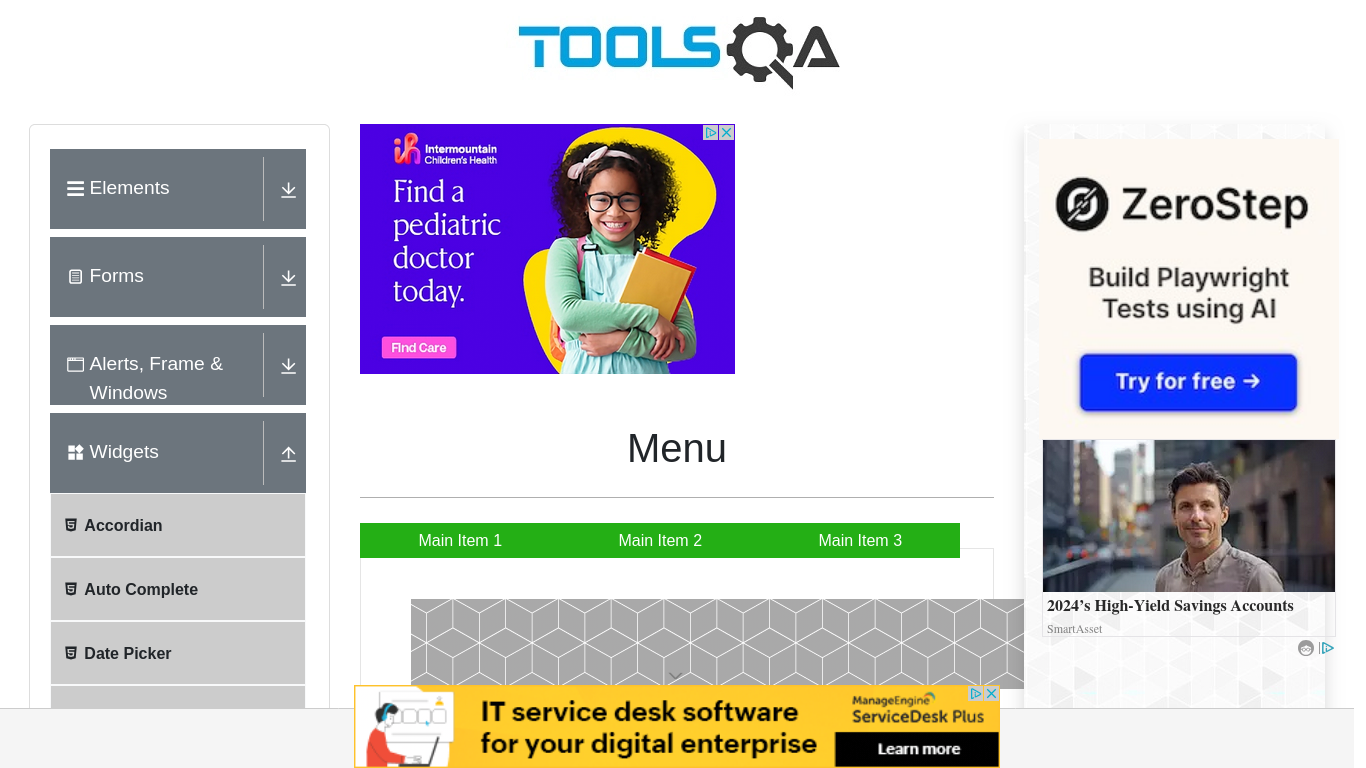 TOOLSQA
Elements
Forms
Alerts, Frame &
Windows
Widgets
Accordian
Auto Complete
Date Picker
Intermountain
Children's Health
Find a
pediatric
doctor
today.
Find Care
Menu
Main Item 1
Main Item 2
Main Item 3
ZeroStep
Build Playwright
Tests using AI
Try for free →
2024's High-Yield Savings Accounts
SmartAsset
IT service desk software
for your digital enterprise
ManageEngine
ServiceDesk Plus
Learn more